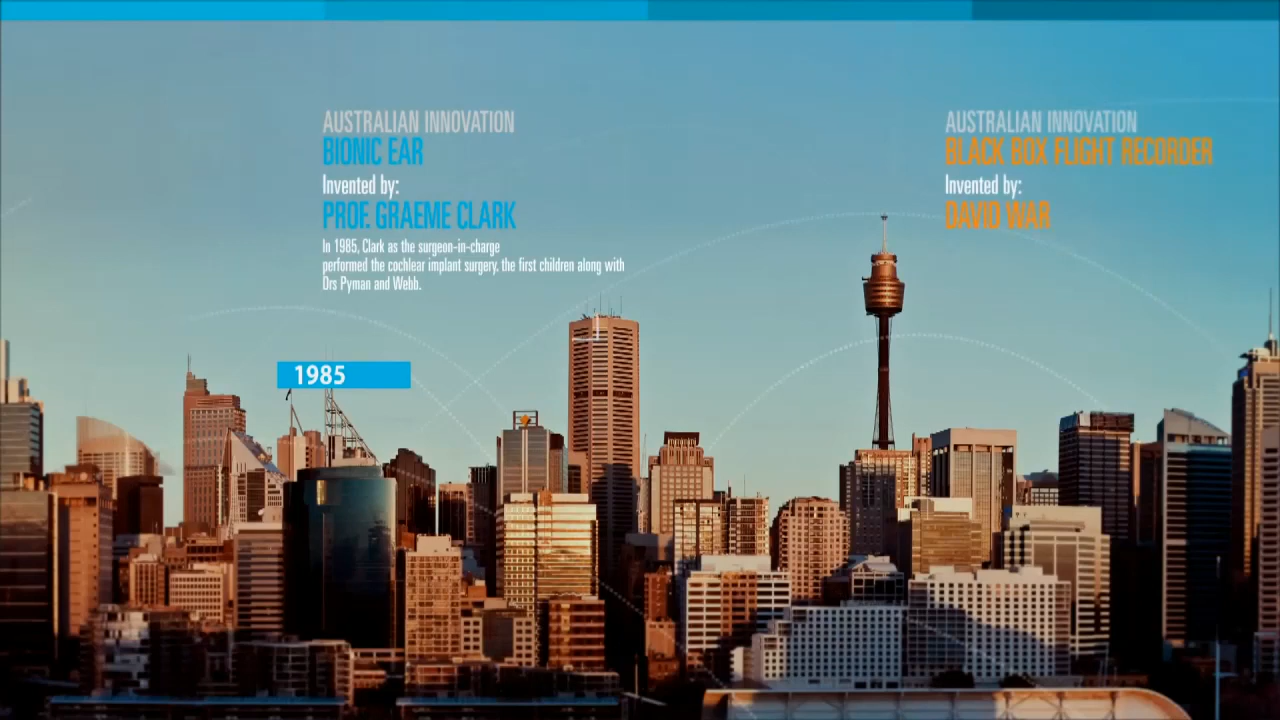 AUSTRALIAN INNOVATION
BIONIC EAR
Invented by:
PROF. GRAEME CLARK
In 1985, Clark as the surgeon-in-charge
performed the cochlear implant surgery, the first children along with
Drs Pyman and Webb.
1985
AUSTRALIAN INNOVATION
BLACK BOX FLIGHT RECORDER
Invented by:
DAVID WAR